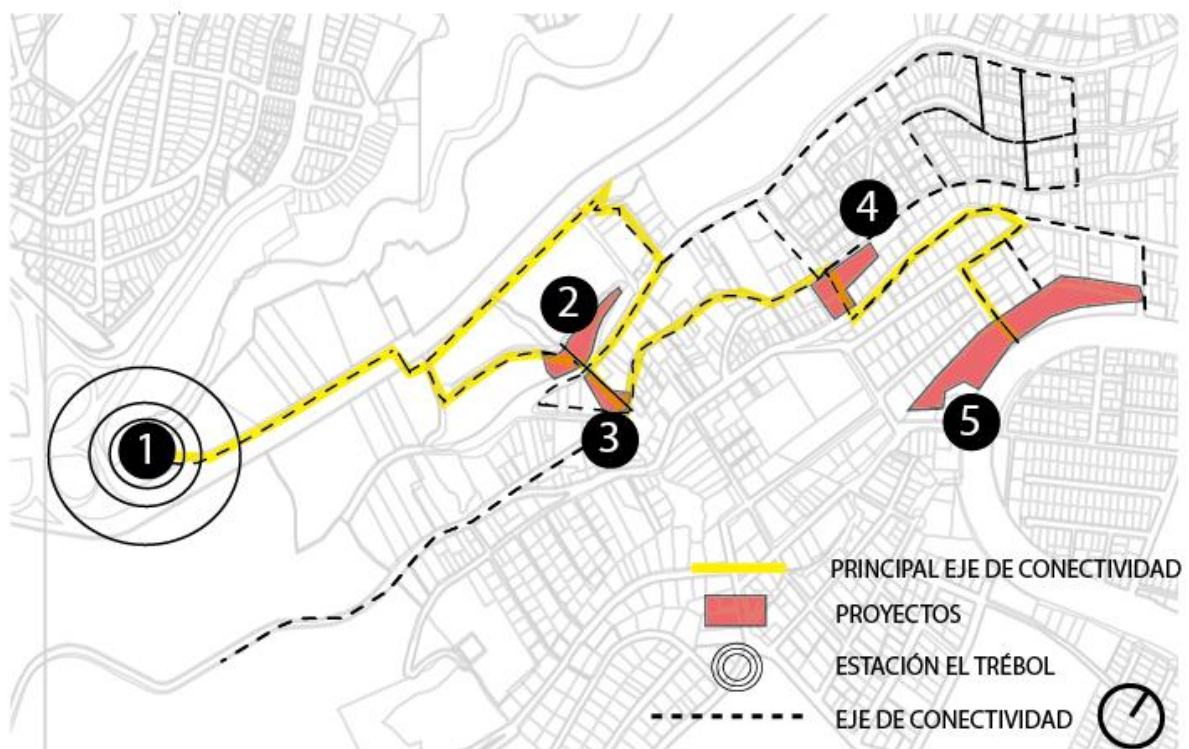 4
2
1
3
5
PRINCIPAL EJE DE CONECTIVIDAD
PROYECTOS
ESTACIÓN EL TRÉBOL
EJE DE CONECTIVIDAD